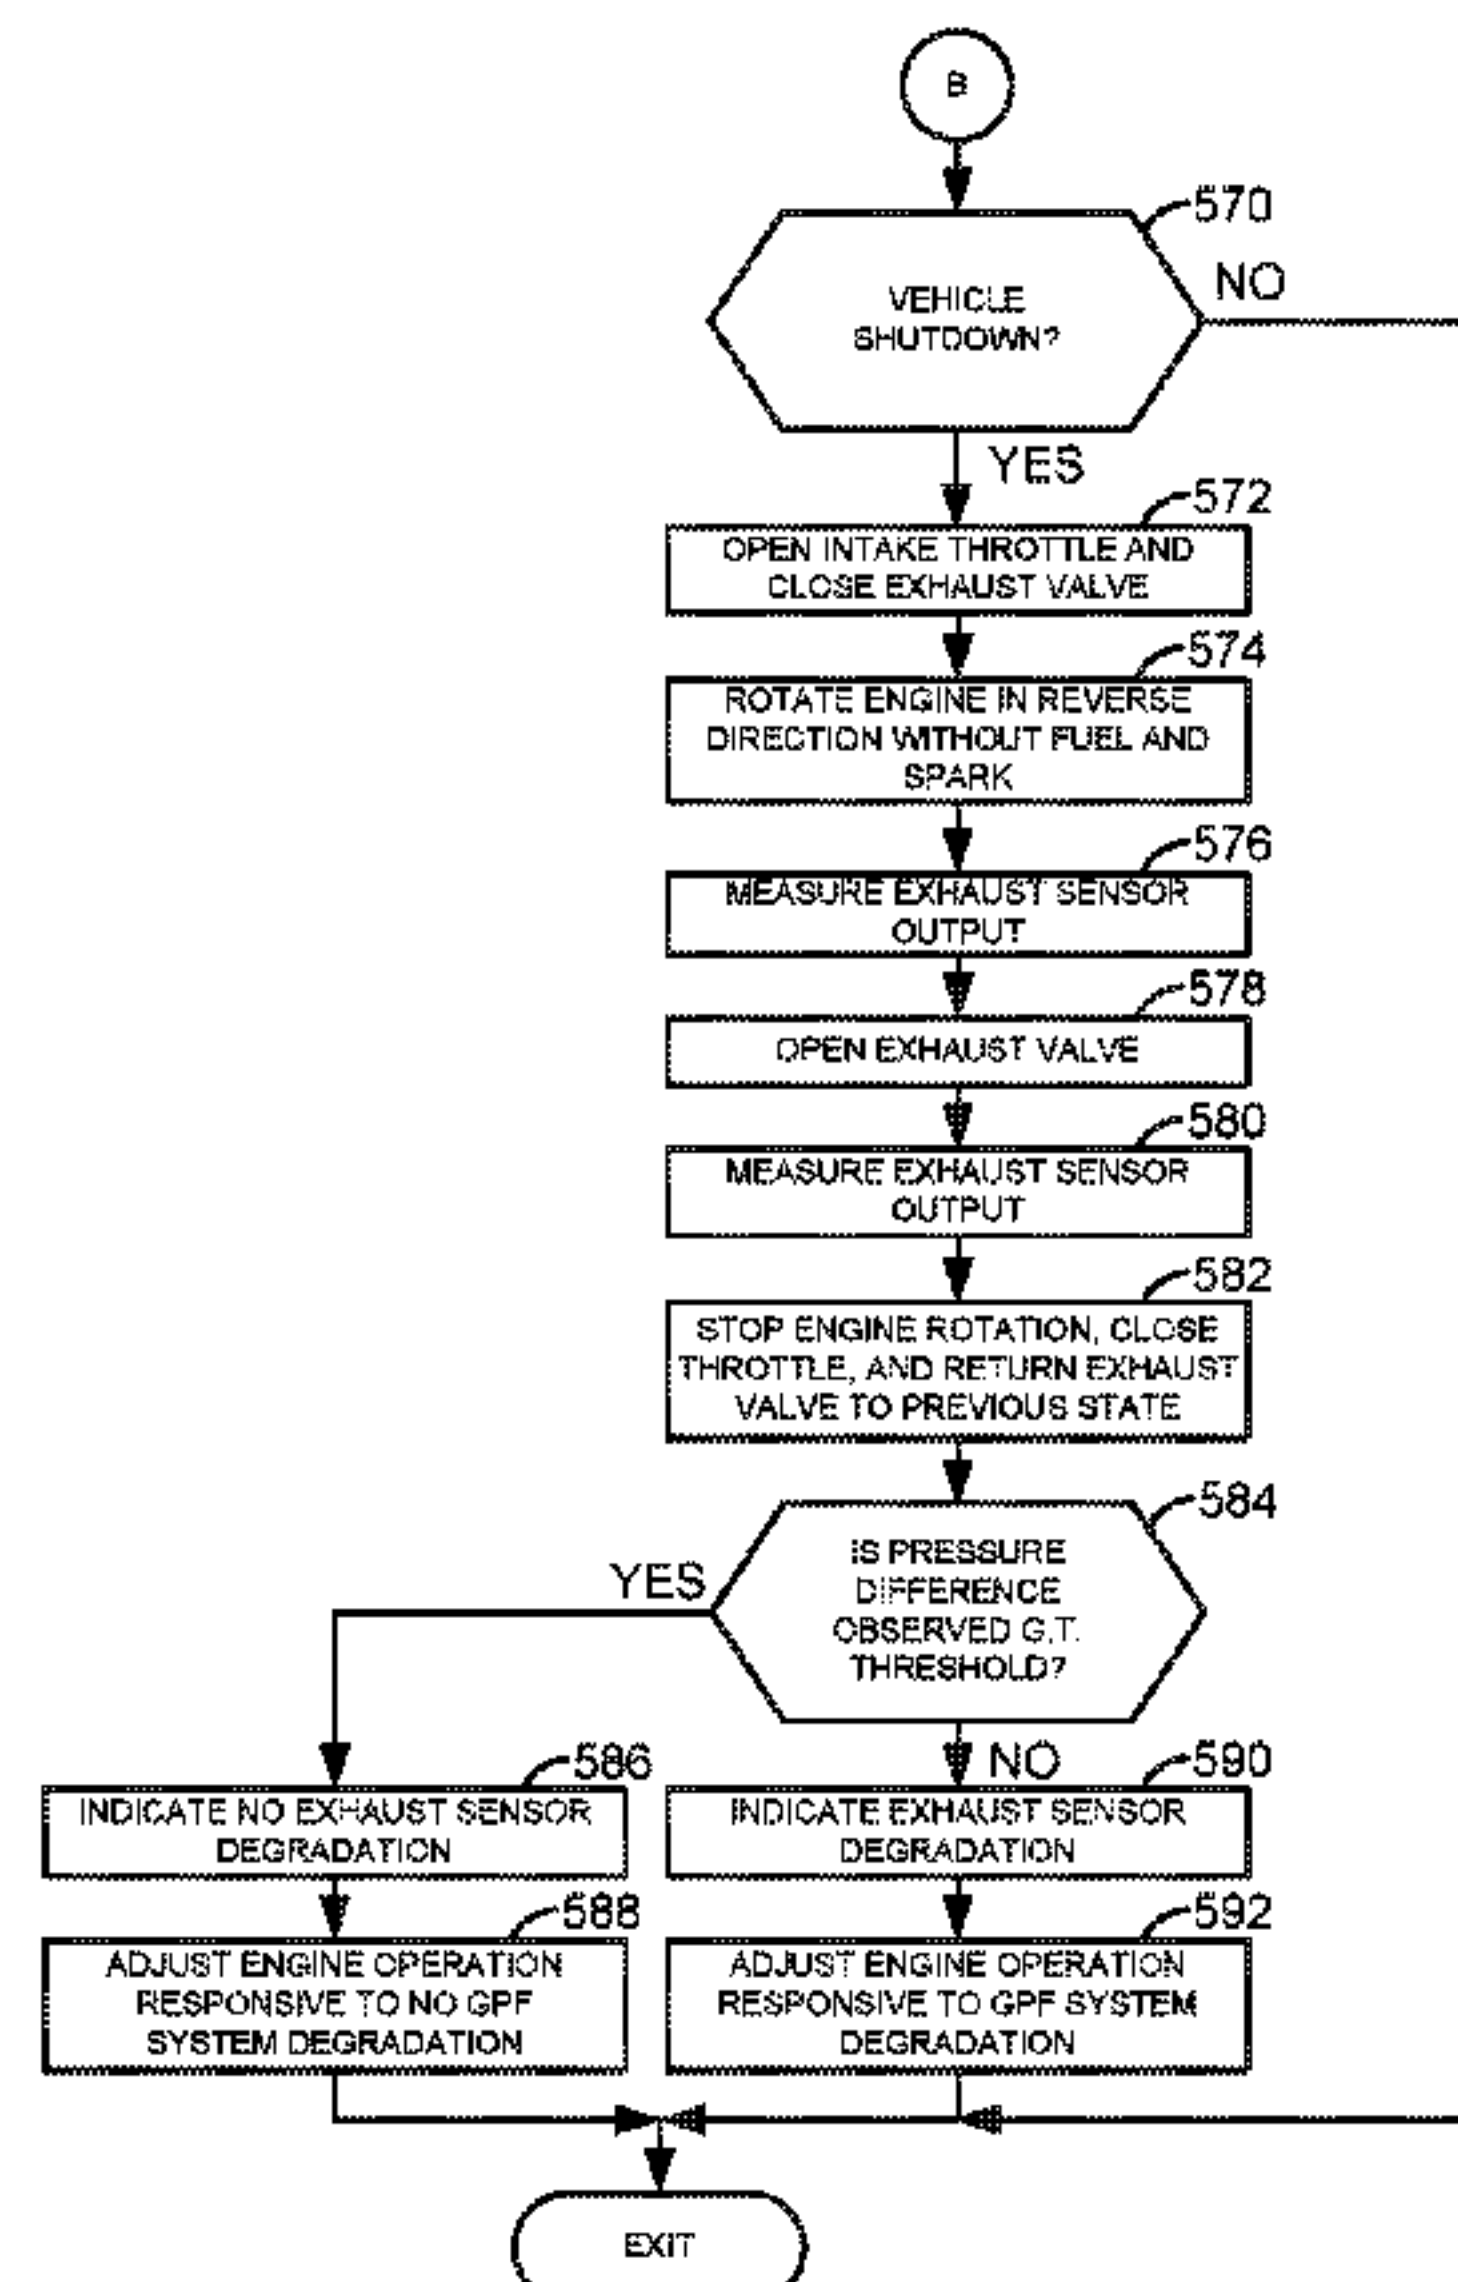 B
570
VEHICLE
SHUTDOWN?
NO
YES
572
OPEN INTAKE THROTTLE AND
CLOSE EXHAUST VALVE
574
ROTATE ENGINE IN REVERSE
DIRECTION WITHOUT FUEL AND
SPARK
576
MEASURE EXHAUST SENSOR
OUTPUT
578
OPEN EXHAUST VALVE
580
MEASURE EXHAUST SENSOR
OUTPUT
582
STOP ENGINE ROTATION, CLOSE
THROTTLE, AND RETURN EXHAUST
VALVE TO PREVIOUS STATE
584
IS PRESSURE
DIFFERENCE
OBSERVED G.T.
THRESHOLD?
YES
NO
586
INDICATE NO EXHAUST SENSOR
DEGRADATION
588
ADJUST ENGINE OPERATION
RESPONSIVE TO NO GPF
SYSTEM DEGRADATION
590
INDICATE EXHAUST SENSOR
DEGRADATION
592
ADJUST ENGINE OPERATION
RESPONSIVE TO GPF SYSTEM
DEGRADATION
EXIT